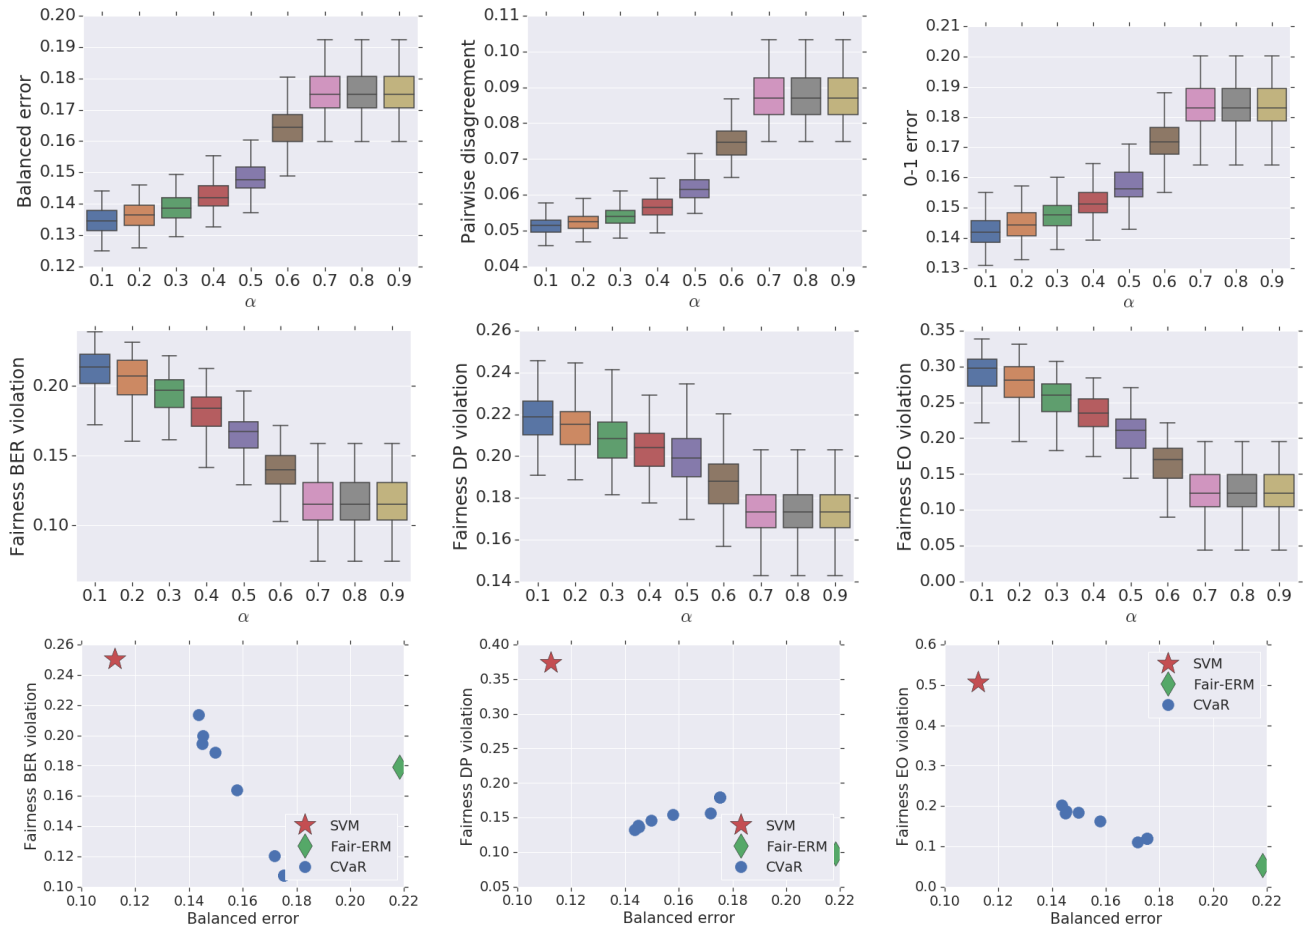 Balanced error
0.20
0.19
0.18
0.17
0.16
0.15
0.14
0.13
0.12
0.1 0.2 0.3 0.4 0.5 0.6 0.7 0.8 0.9
α
Pairwise disagreement
0.11
0.10
0.09
0.08
0.07
0.06
0.05
0.04
0.1 0.2 0.3 0.4 0.5 0.6 0.7 0.8 0.9
α
0-1 error
0.21
0.20
0.19
0.18
0.17
0.16
0.15
0.14
0.13
0.1 0.2 0.3 0.4 0.5 0.6 0.7 0.8 0.9
α
Fairness BER violation
0.20
0.15
0.10
0.1 0.2 0.3 0.4 0.5 0.6 0.7 0.8 0.9
α
Fairness DP violation
0.26
0.24
0.22
0.20
0.18
0.16
0.14
0.1 0.2 0.3 0.4 0.5 0.6 0.7 0.8 0.9
α
Fairness EO violation
0.35
0.30
0.25
0.20
0.15
0.10
0.05
0.00
0.1 0.2 0.3 0.4 0.5 0.6 0.7 0.8 0.9
α
Fairness BER violation
0.26
0.24
0.22
0.20
0.18
0.16
0.14
0.12
0.10
SVM
Fair-ERM
CVaR
0.10 0.12 0.14 0.16 0.18 0.20 0.22
Balanced error
Fairness DP violation
0.40
0.35
0.30
0.25
0.20
0.15
0.10
0.05
SVM
Fair-ERM
CVaR
0.10 0.12 0.14 0.16 0.18 0.20 0.22
Balanced error
Fairness EO violation
0.6
0.5
0.4
0.3
0.2
0.1
0.0
SVM
Fair-ERM
CVaR
0.10 0.12 0.14 0.16 0.18 0.20 0.22
Balanced error